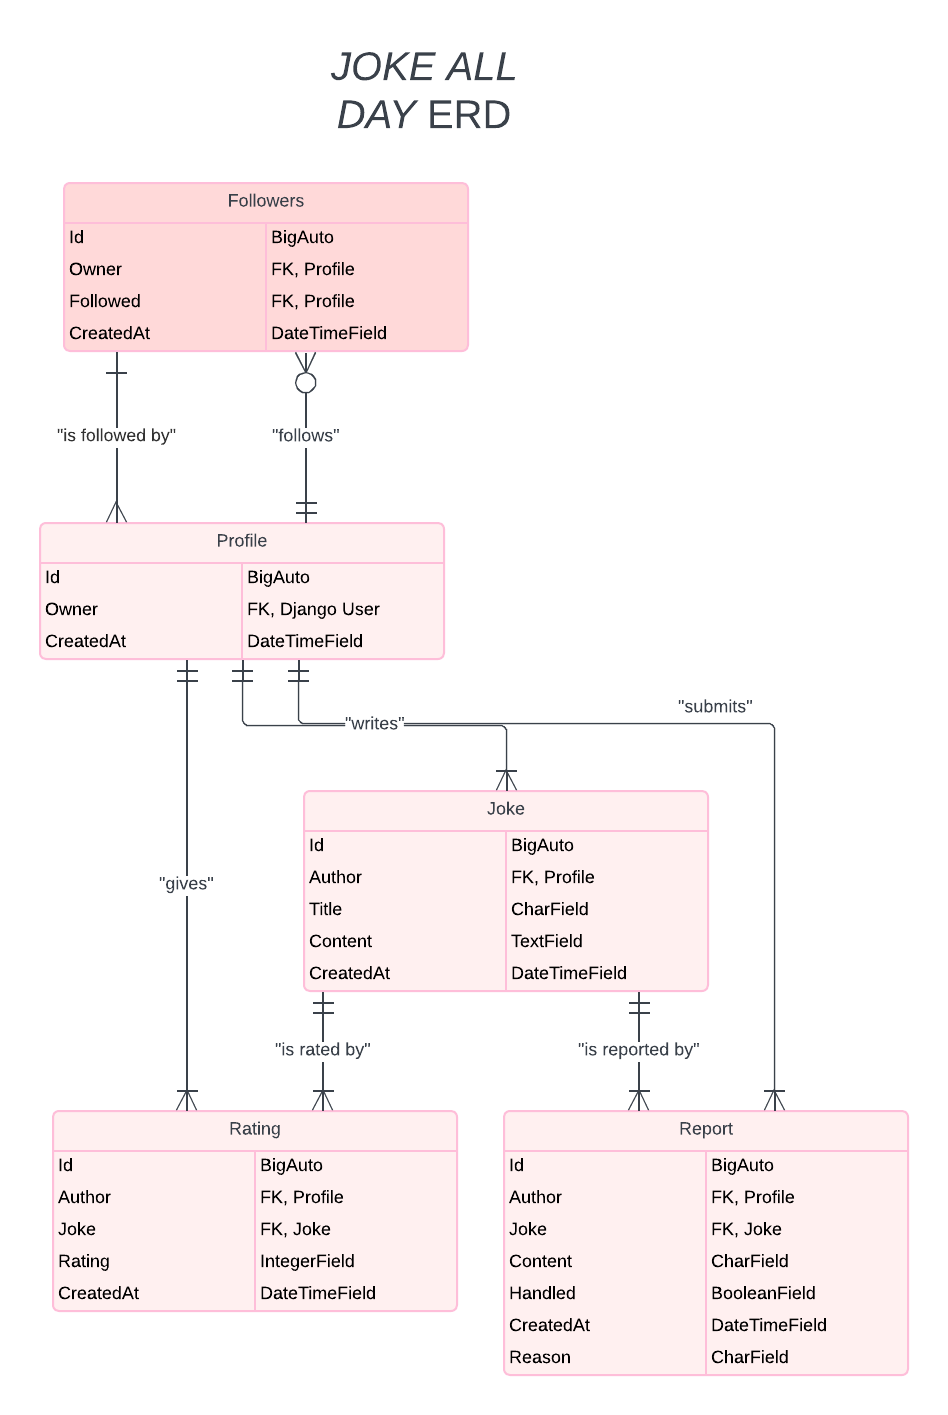 JOKE ALL
DAY ERD
Followers
Id BigAuto
Owner FK, Profile
Followed FK, Profile
CreatedAt DateTimeField
"is followed by" "follows"
Profile
Id BigAuto
Owner FK, Django User
CreatedAt DateTimeField
"submits"
"writes"
Joke
Id BigAuto
Author FK, Profile
Title CharField
Content TextField
CreatedAt DateTimeField
"gives"
"is rated by" "is reported by"
Rating
Id BigAuto
Author FK, Profile
Joke FK, Joke
Rating IntegerField
CreatedAt DateTimeField
Report
Id BigAuto
Author FK, Profile
Joke FK, Joke
Content CharField
Handled BooleanField
CreatedAt DateTimeField
Reason CharField